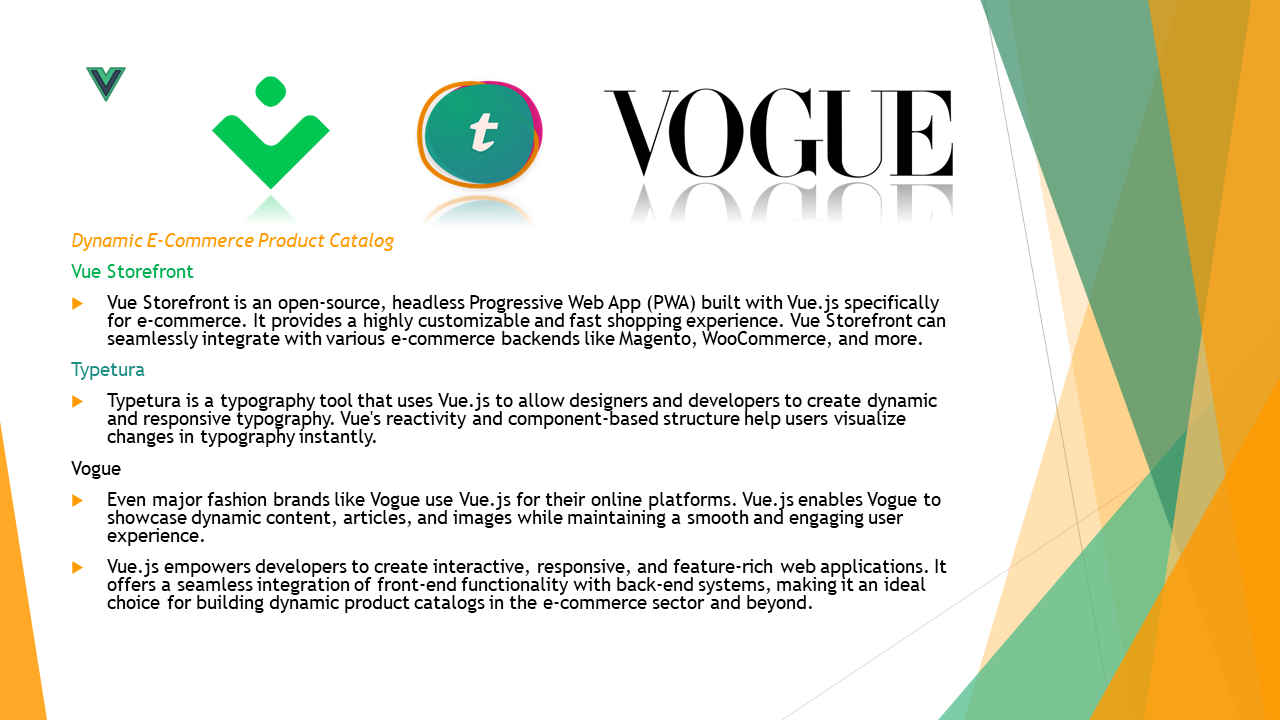 t
VOGUE
Dynamic E-Commerce Product Catalog
Vue Storefront
Vue Storefront is an open-source, headless Progressive Web App (PWA) built with Vue.js specifically
for e-commerce. It provides a highly customizable and fast shopping experience. Vue Storefront can
seamlessly integrate with various e-commerce backends like Magento, WooCommerce, and more.
Typetura
Typetura is a typography tool that uses Vue.js to allow designers and developers to create dynamic
and responsive typography. Vue's reactivity and component-based structure help users visualize
changes in typography instantly.
Vogue
Even major fashion brands like Vogue use Vue.js for their online platforms. Vue.js enables Vogue to
showcase dynamic content, articles, and images while maintaining a smooth and engaging user
experience.
Vue.js empowers developers to create interactive, responsive, and feature-rich web applications. It
offers a seamless integration of front-end functionality with back-end systems, making it an ideal
choice for building dynamic product catalogs in the e-commerce sector and beyond.